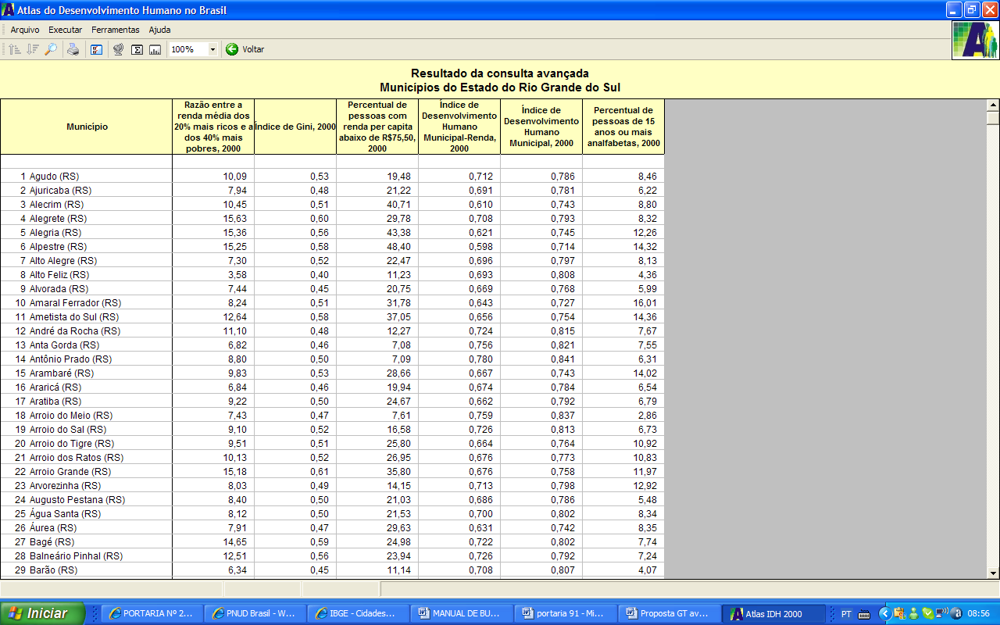 Atlas do Desenvolvimento Humano no Brasil
Arquivo Executar Ferramentas Ajuda
100% Voltar
A
Resultado da consulta avançada
Municípios do Estado do Rio Grande do Sul
Município
Razão entre a
renda média dos
20% mais ricos e a
dos 40% mais
pobres, 2000
Índice de Gini, 2000
Percentual de
pessoas com
renda per capita
abaixo de R$75,50,
2000
Índice de
Desenvolvimento
Humano
Municipal-Renda,
2000
Índice de
Desenvolvimento
Humano
Municipal, 2000
Percentual de
pessoas de 15
anos ou mais
analfabetas, 2000
1 Agudo (RS) 10,09 0,53 19,48 0,712 0,786 8,46
2 Ajuricaba (RS) 7,94 0,48 21,22 0,691 0,781 6,22
3 Alecrim (RS) 10,45 0,51 40,71 0,610 0,743 8,80
4 Alegrete (RS) 15,63 0,60 29,78 0,708 0,793 8,32
5 Alegria (RS) 15,36 0,56 43,38 0,621 0,745 12,26
6 Alpestre (RS) 15,25 0,58 48,40 0,598 0,714 14,32
7 Alto Alegre (RS) 7,30 0,52 22,47 0,696 0,797 8,13
8 Alto Feliz (RS) 3,58 0,40 11,23 0,693 0,808 4,36
9 Alvorada (RS) 7,44 0,45 20,75 0,669 0,768 5,99
10 Amaral Ferrador (RS) 8,24 0,51 31,78 0,643 0,727 16,01
11 Ametista do Sul (RS) 12,64 0,58 37,05 0,656 0,754 14,36
12 André da Rocha (RS) 11,10 0,48 12,27 0,724 0,815 7,67
13 Anta Gorda (RS) 6,82 0,46 7,08 0,756 0,821 7,55
14 Antônio Prado (RS) 8,80 0,50 7,09 0,780 0,841 6,31
15 Arambaré (RS) 9,83 0,53 28,66 0,667 0,743 14,02
16 Araricá (RS) 6,84 0,46 19,94 0,674 0,784 6,54
17 Aratiba (RS) 9,22 0,50 24,67 0,662 0,792 6,79
18 Arroio do Meio (RS) 7,43 0,47 7,61 0,759 0,837 2,86
19 Arroio do Sal (RS) 9,10 0,52 16,58 0,726 0,813 6,73
20 Arroio do Tigre (RS) 9,51 0,51 25,80 0,664 0,764 10,92
21 Arroio dos Ratos (RS) 10,13 0,52 26,95 0,676 0,773 10,83
22 Arroio Grande (RS) 15,18 0,61 35,80 0,676 0,758 11,97
23 Arvorezinha (RS) 8,03 0,49 14,15 0,713 0,798 12,92
24 Augusto Pestana (RS) 8,40 0,50 21,03 0,686 0,786 5,48
25 Água Santa (RS) 8,12 0,50 21,53 0,700 0,802 8,34
26 Áurea (RS) 7,91 0,47 29,63 0,631 0,742 8,35
27 Bagé (RS) 14,65 0,59 24,98 0,722 0,802 7,74
28 Balneário Pinhal (RS) 12,51 0,56 23,94 0,726 0,792 7,24
29 Barão (RS) 6,34 0,45 11,14 0,708 0,807 4,07
Iniciar PORTARIA Nº 2... PNUD Brasil - W... IBGE - Cidades... MANUAL DE BU... portaria 91 - Mi... Proposta GT av... Atlas IDH 2000 PT 08:56